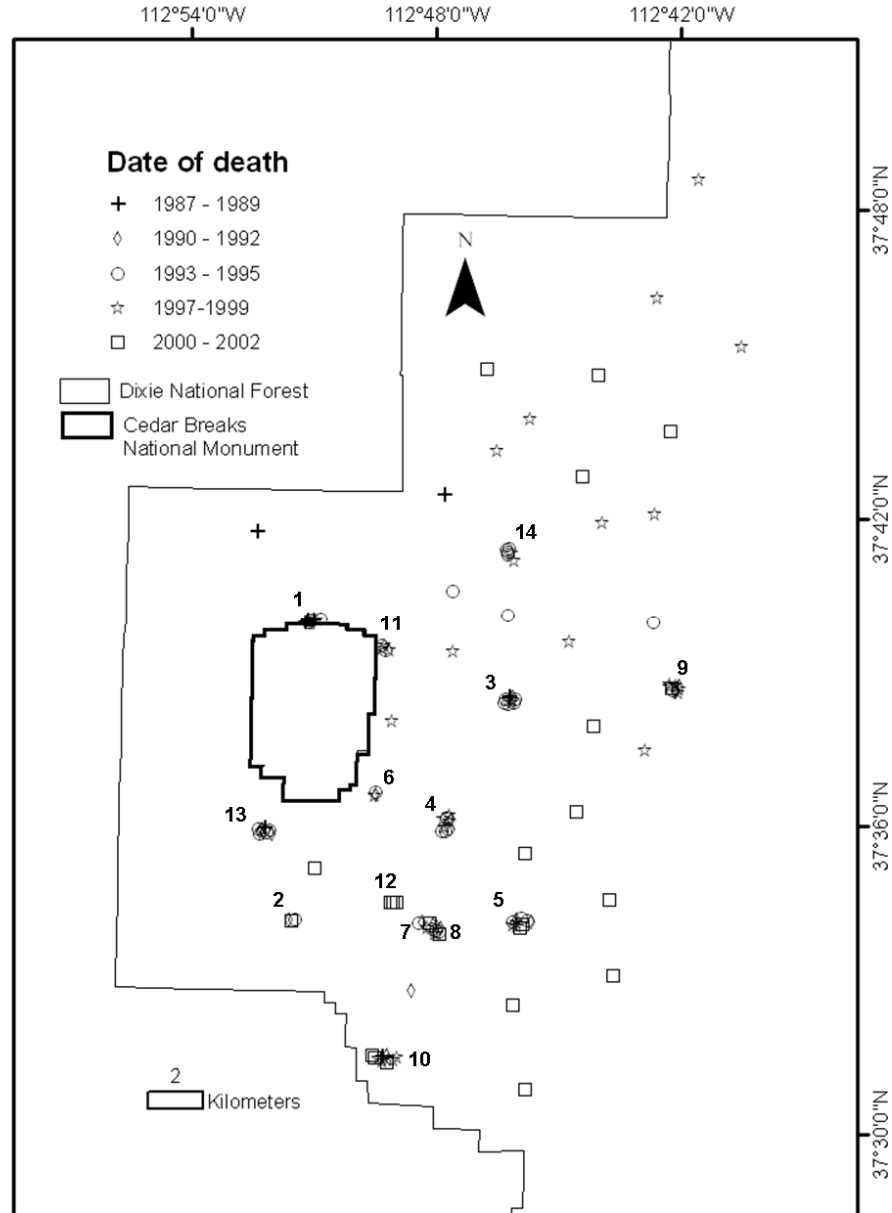 112°54'0"W 112°48'0"W 112°42'0"W
Date of death
1987 - 1989
1990 - 1992
1993 - 1995
1997-1999
2000 - 2002
Dixie National Forest
Cedar Breaks
National Monument
N
37°48'0"N
37°42'0"N
14
1
11
3
9
6
4
13
37°36'0"N
12
2
5
7
8
10
2
Kilometers
37°30'0"N